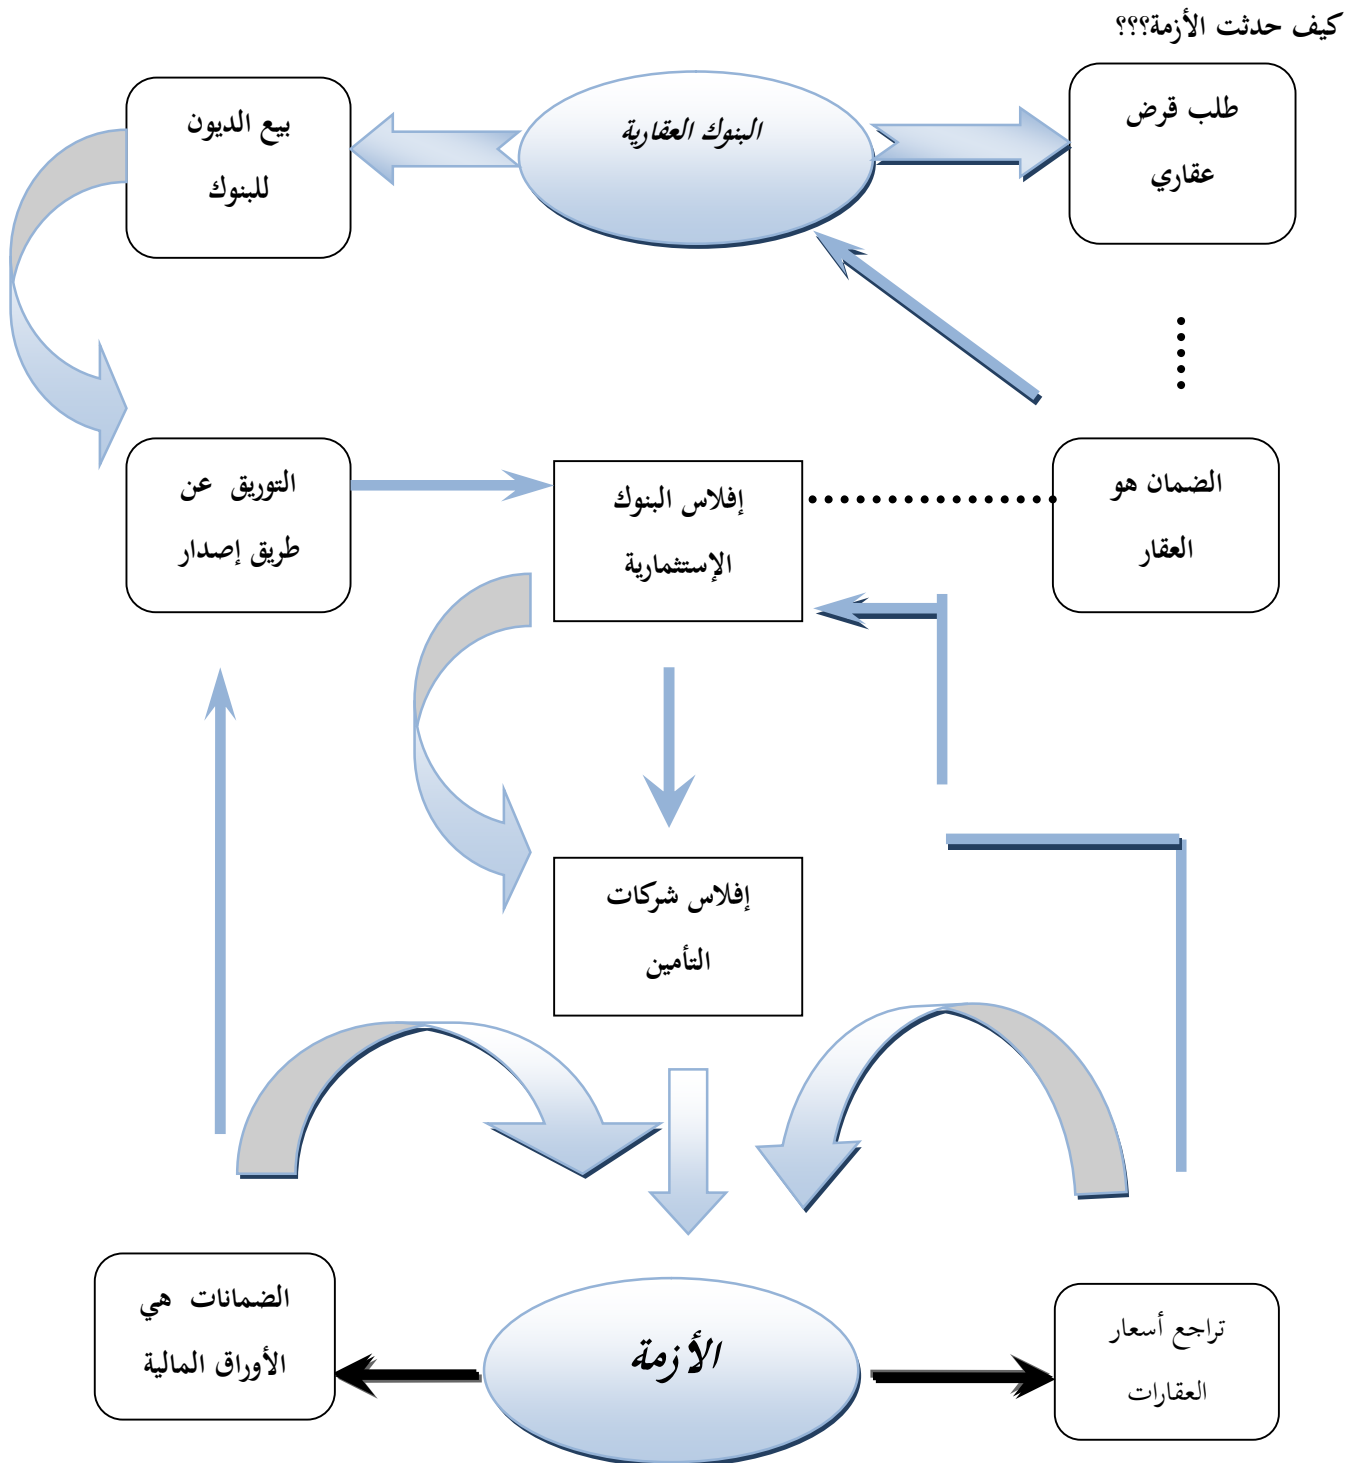 كيف حدثت الأزمة؟؟؟
طلب قرض
عقاري
البنوك العقارية
بيع الديون
للبنوك
الضمان هو
العقار
إفلاس البنوك
الإستثمارية
التوريق عن
طريق إصدار
إفلاس شركات
التأمين
تراجع أسعار
العقارات
الأزمة
الضمانات هي
الأوراق المالية